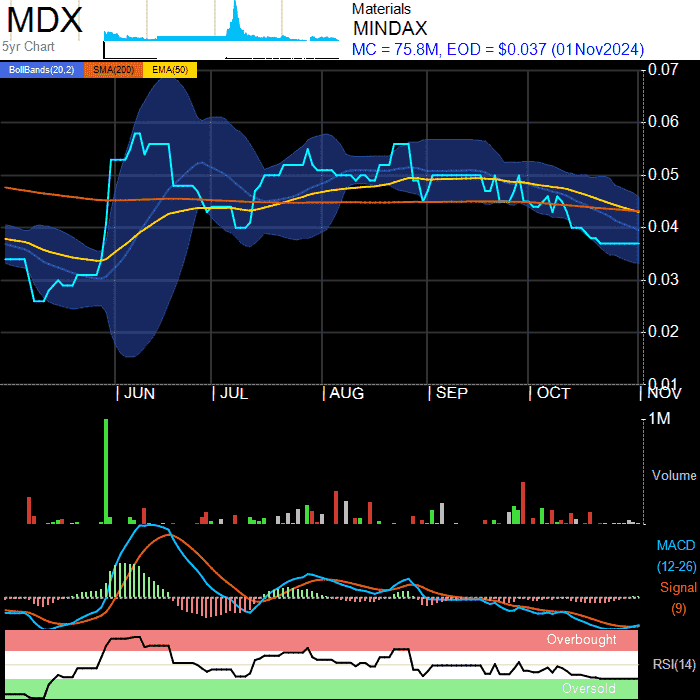 MDX
5yr Chart
Materials
MINDAX
MC = 75.8M, EOD = $0.037 (01Nov2024)
BollBands(20,2) SMA(200) EMA(50)
0.07
0.06
0.05
0.04
0.03
0.02
0.01
JUN JUL AUG SEP OCT NOV
1M
Volume
MACD
(12-26)
Signal
(9)
Overbought
RSI(14)
Oversold